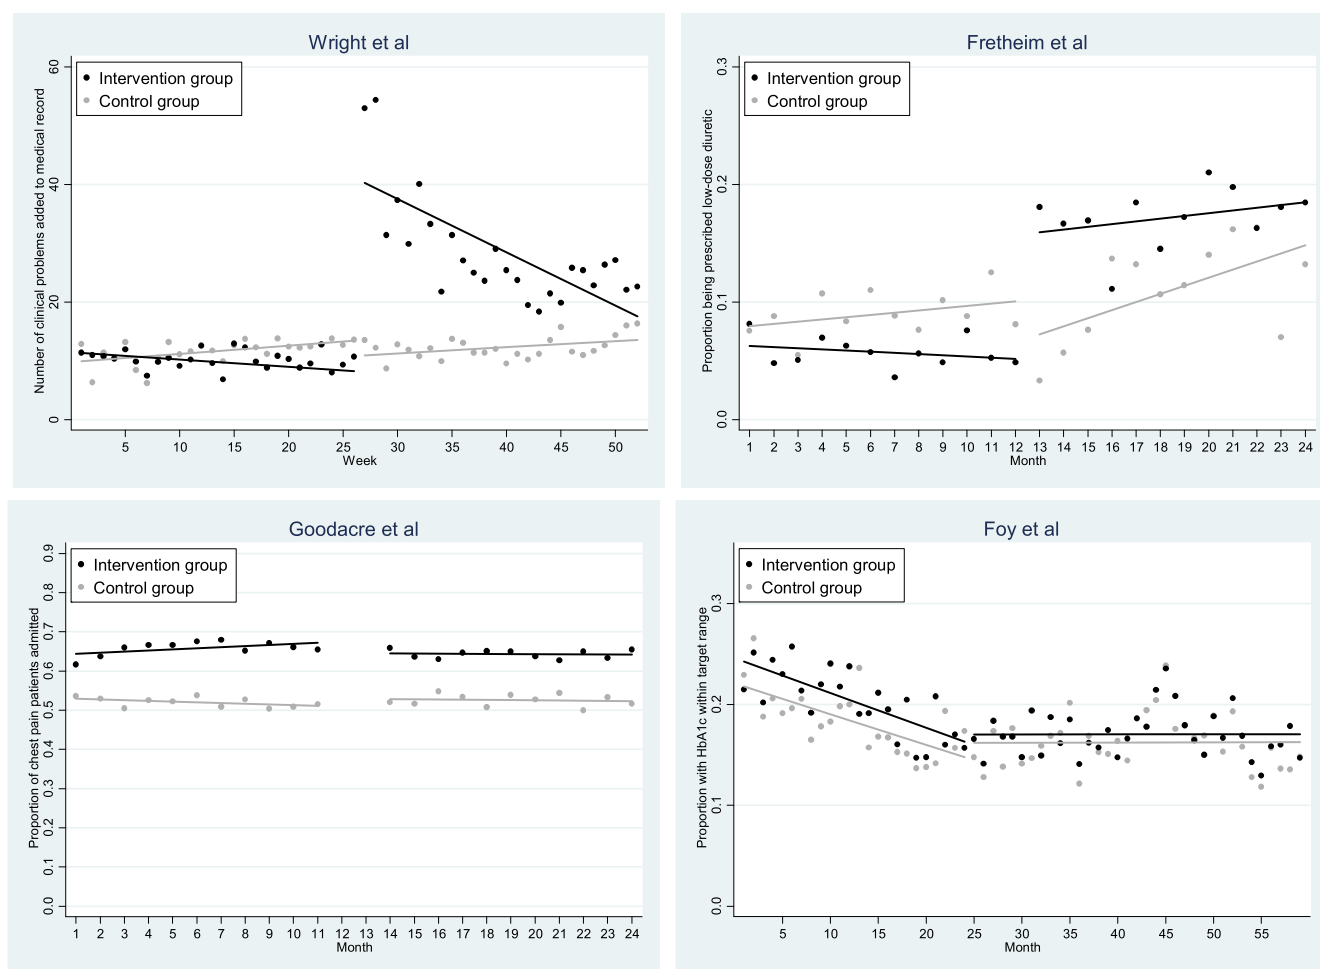 Wright et al
Number of clinical problems added to medical record
60
40
20
0
Intervention group
Control group
5 10 15 20 25 30 35 40 45 50
Week
Fretheim et al
Proportion being prescribed low-dose diuretic
0.3
0.2
0.1
0.0
Intervention group
Control group
1 2 3 4 5 6 7 8 9 10 11 12 13 14 15 16 17 18 19 20 21 22 23 24
Month
Goodacre et al
Proportion of chest pain patients admitted
0.9
0.8
0.7
0.6
0.5
0.4
0.3
0.2
0.1
0.0
Intervention group
Control group
1 2 3 4 5 6 7 8 9 10 11 12 13 14 15 16 17 18 19 20 21 22 23 24
Month
Foy et al
Proportion with HbA1c within target range
0.3
0.2
0.1
0.0
Intervention group
Control group
5 10 15 20 25 30 35 40 45 50 55
Month